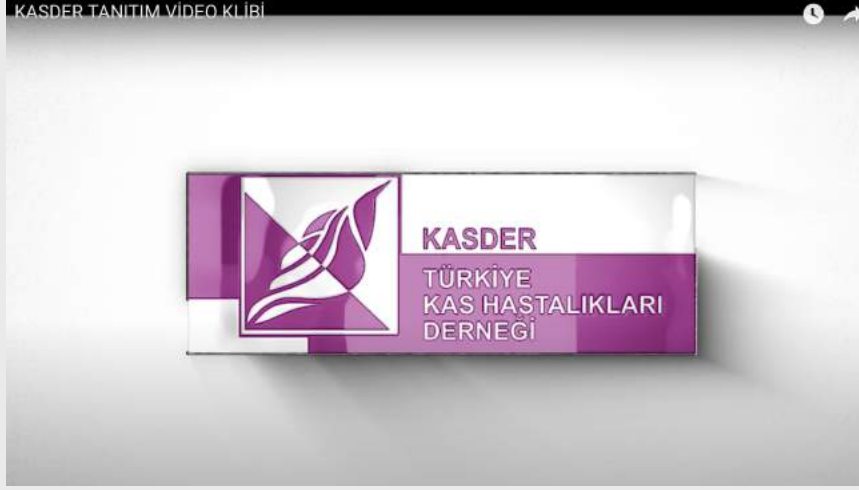 KASDER TANITIM VİDEO KLİBİ
KASDER
TÜRKİYE
KAS HASTALIKLARI
DERNEĞİ